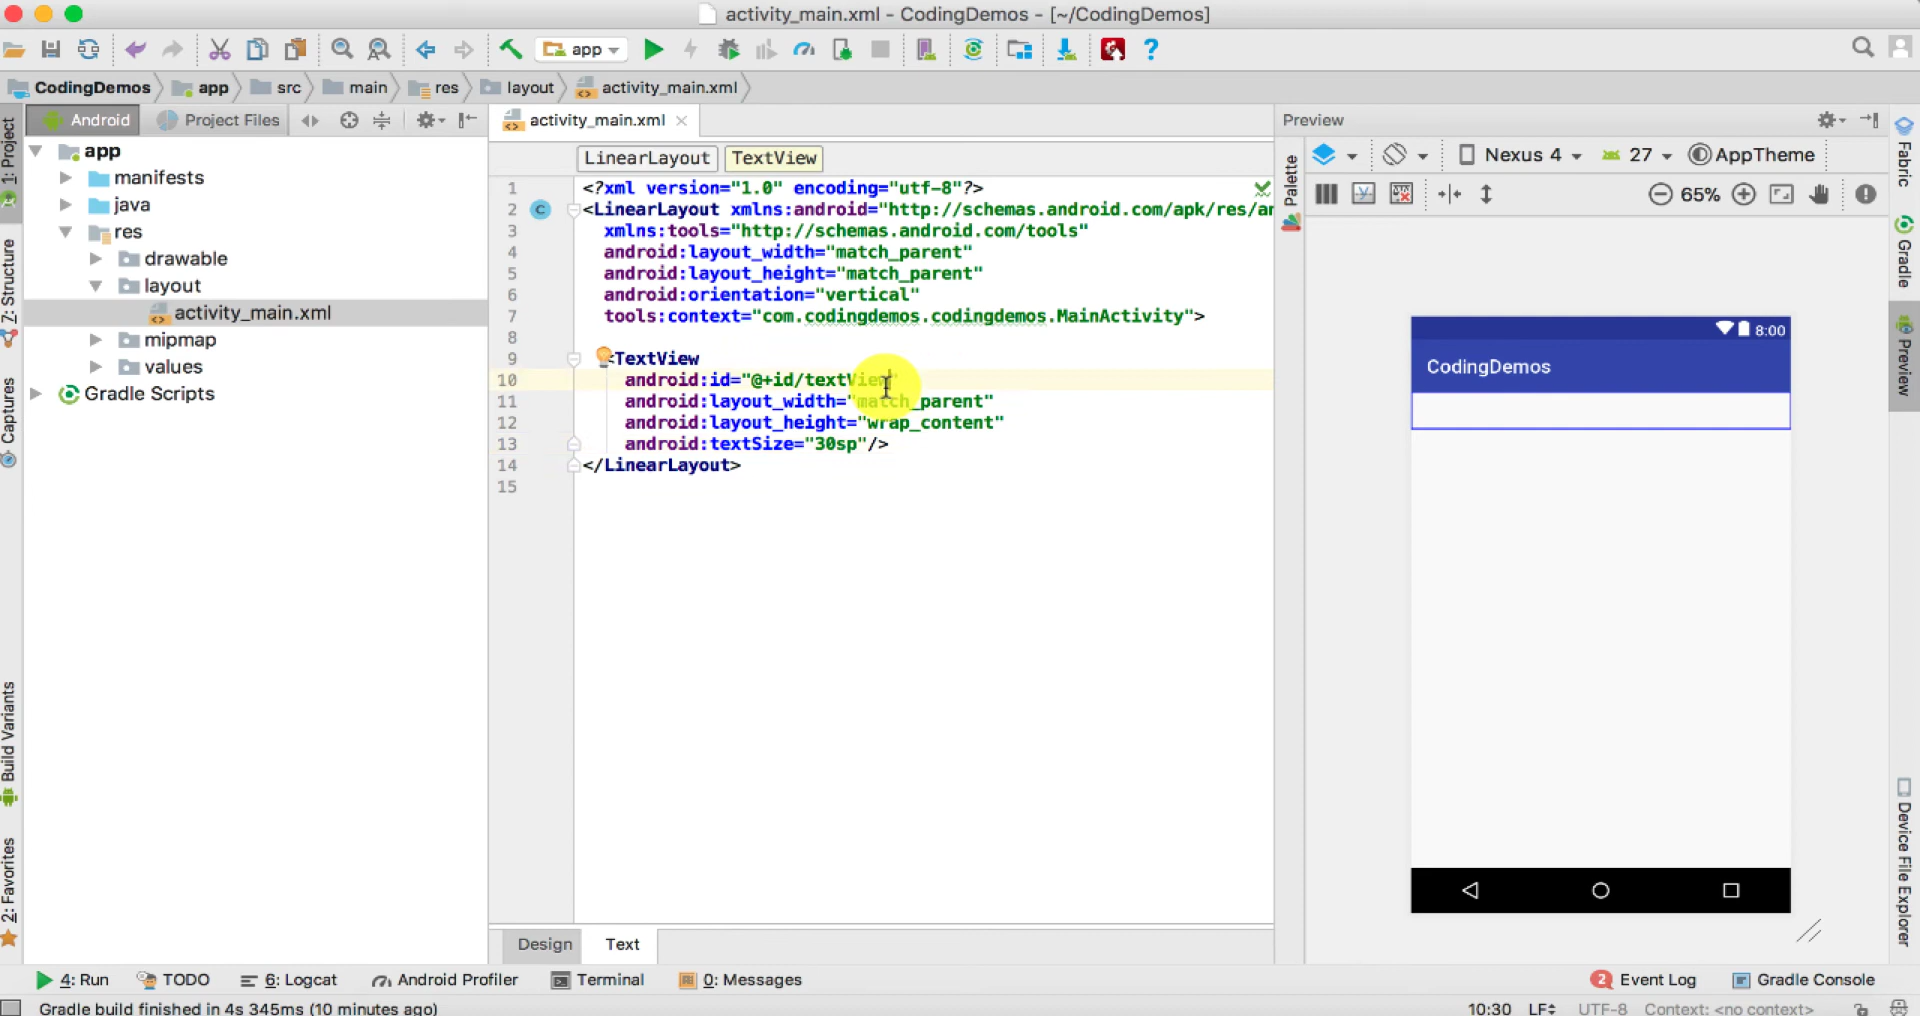 activity_main.xml - CodingDemos - [~/CodingDemos]
app
CodingDemos app src main res layout activity_main.xml
1: Project
Z: Structure
Captures
Build Variants
2: Favorites
Android Project Files
app
manifests
java
res
drawable
layout
activity_main.xml
mipmap
values
Gradle Scripts
activity_main.xml
LinearLayout TextView
1 <?xml version="1.0" encoding="utf-8"?>
2 <LinearLayout xmlns:android="http://schemas.android.com/apk/res/an
3 xmlns:tools="http://schemas.android.com/tools"
4 android:layout_width="match_parent"
5 android:layout_height="match_parent"
6 android:orientation="vertical"
7 tools:context="com.codingdemos.codingdemos.MainActivity">
8
9 <TextView
10 android:id="@+id/textView"
11 android:layout_width="match_parent"
12 android:layout_height="wrap_content"
13 android:textSize="30sp"/>
14 </LinearLayout>
15
Design Text
Preview
Palette
Nexus 4 27 AppTheme
65%
8:00
CodingDemos
Fabric
Gradle
Preview
Device File Explorer
4: Run TODO 6: Logcat Android Profiler Terminal 0: Messages 2 Event Log Gradle Console
Gradle build finished in 4s 345ms (10 minutes ago) 10:30 LF UTF-8 Context: <no context>